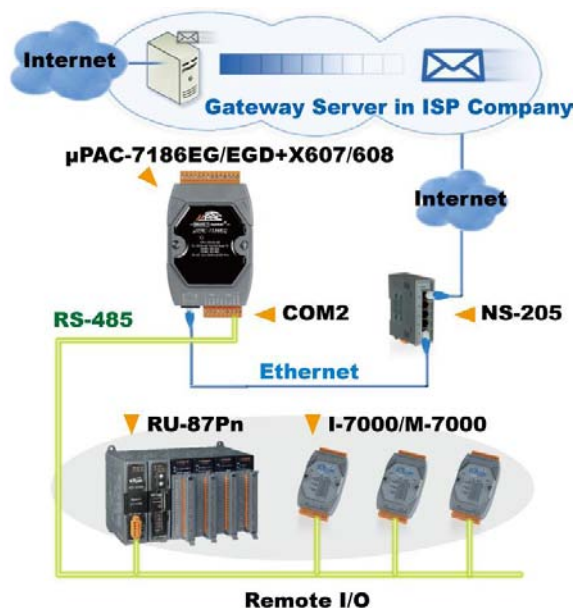 Internet
Gateway Server in ISP Company
µPAC-7186EG/EGD+X607/608
Internet
RS-485
COM2
NS-205
Ethernet
RU-87Pn
I-7000/M-7000
Remote I/O